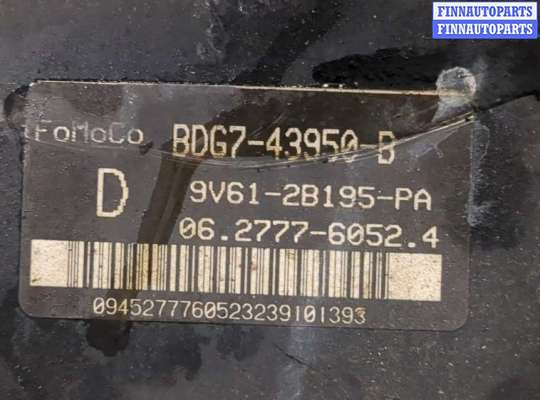 FINNAUTOPARTS
FINNAUTOPARTS
FoMoCo BDG7-43950-B
D 9V61-2B195-PA
06.2777-6052.4
0945277760523239101393